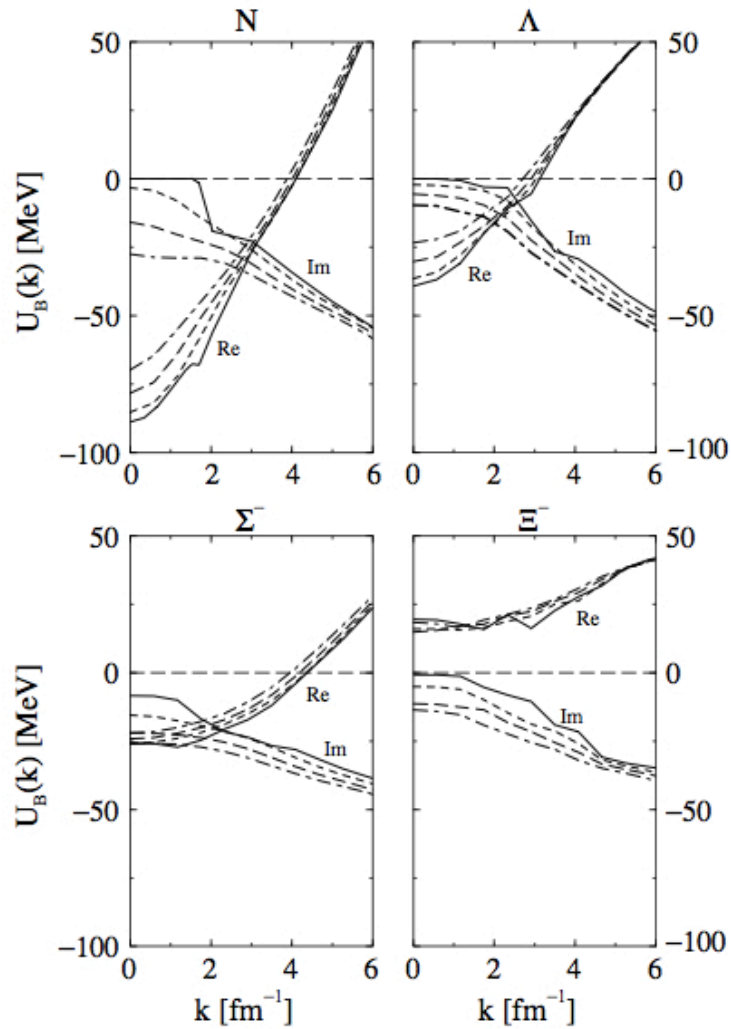 N Λ
50 50
0 0
Im Im
Re Re
−50 −50
−100 −100
0 2 4 6 0 2 4 6
U_B(k) [MeV]
Σ⁻ Ξ⁻
50 50
Re
0 0
Re Im
Im
−50 −50
−100 −100
0 2 4 6 0 2 4 6
U_B(k) [MeV]
k [fm⁻¹] k [fm⁻¹]